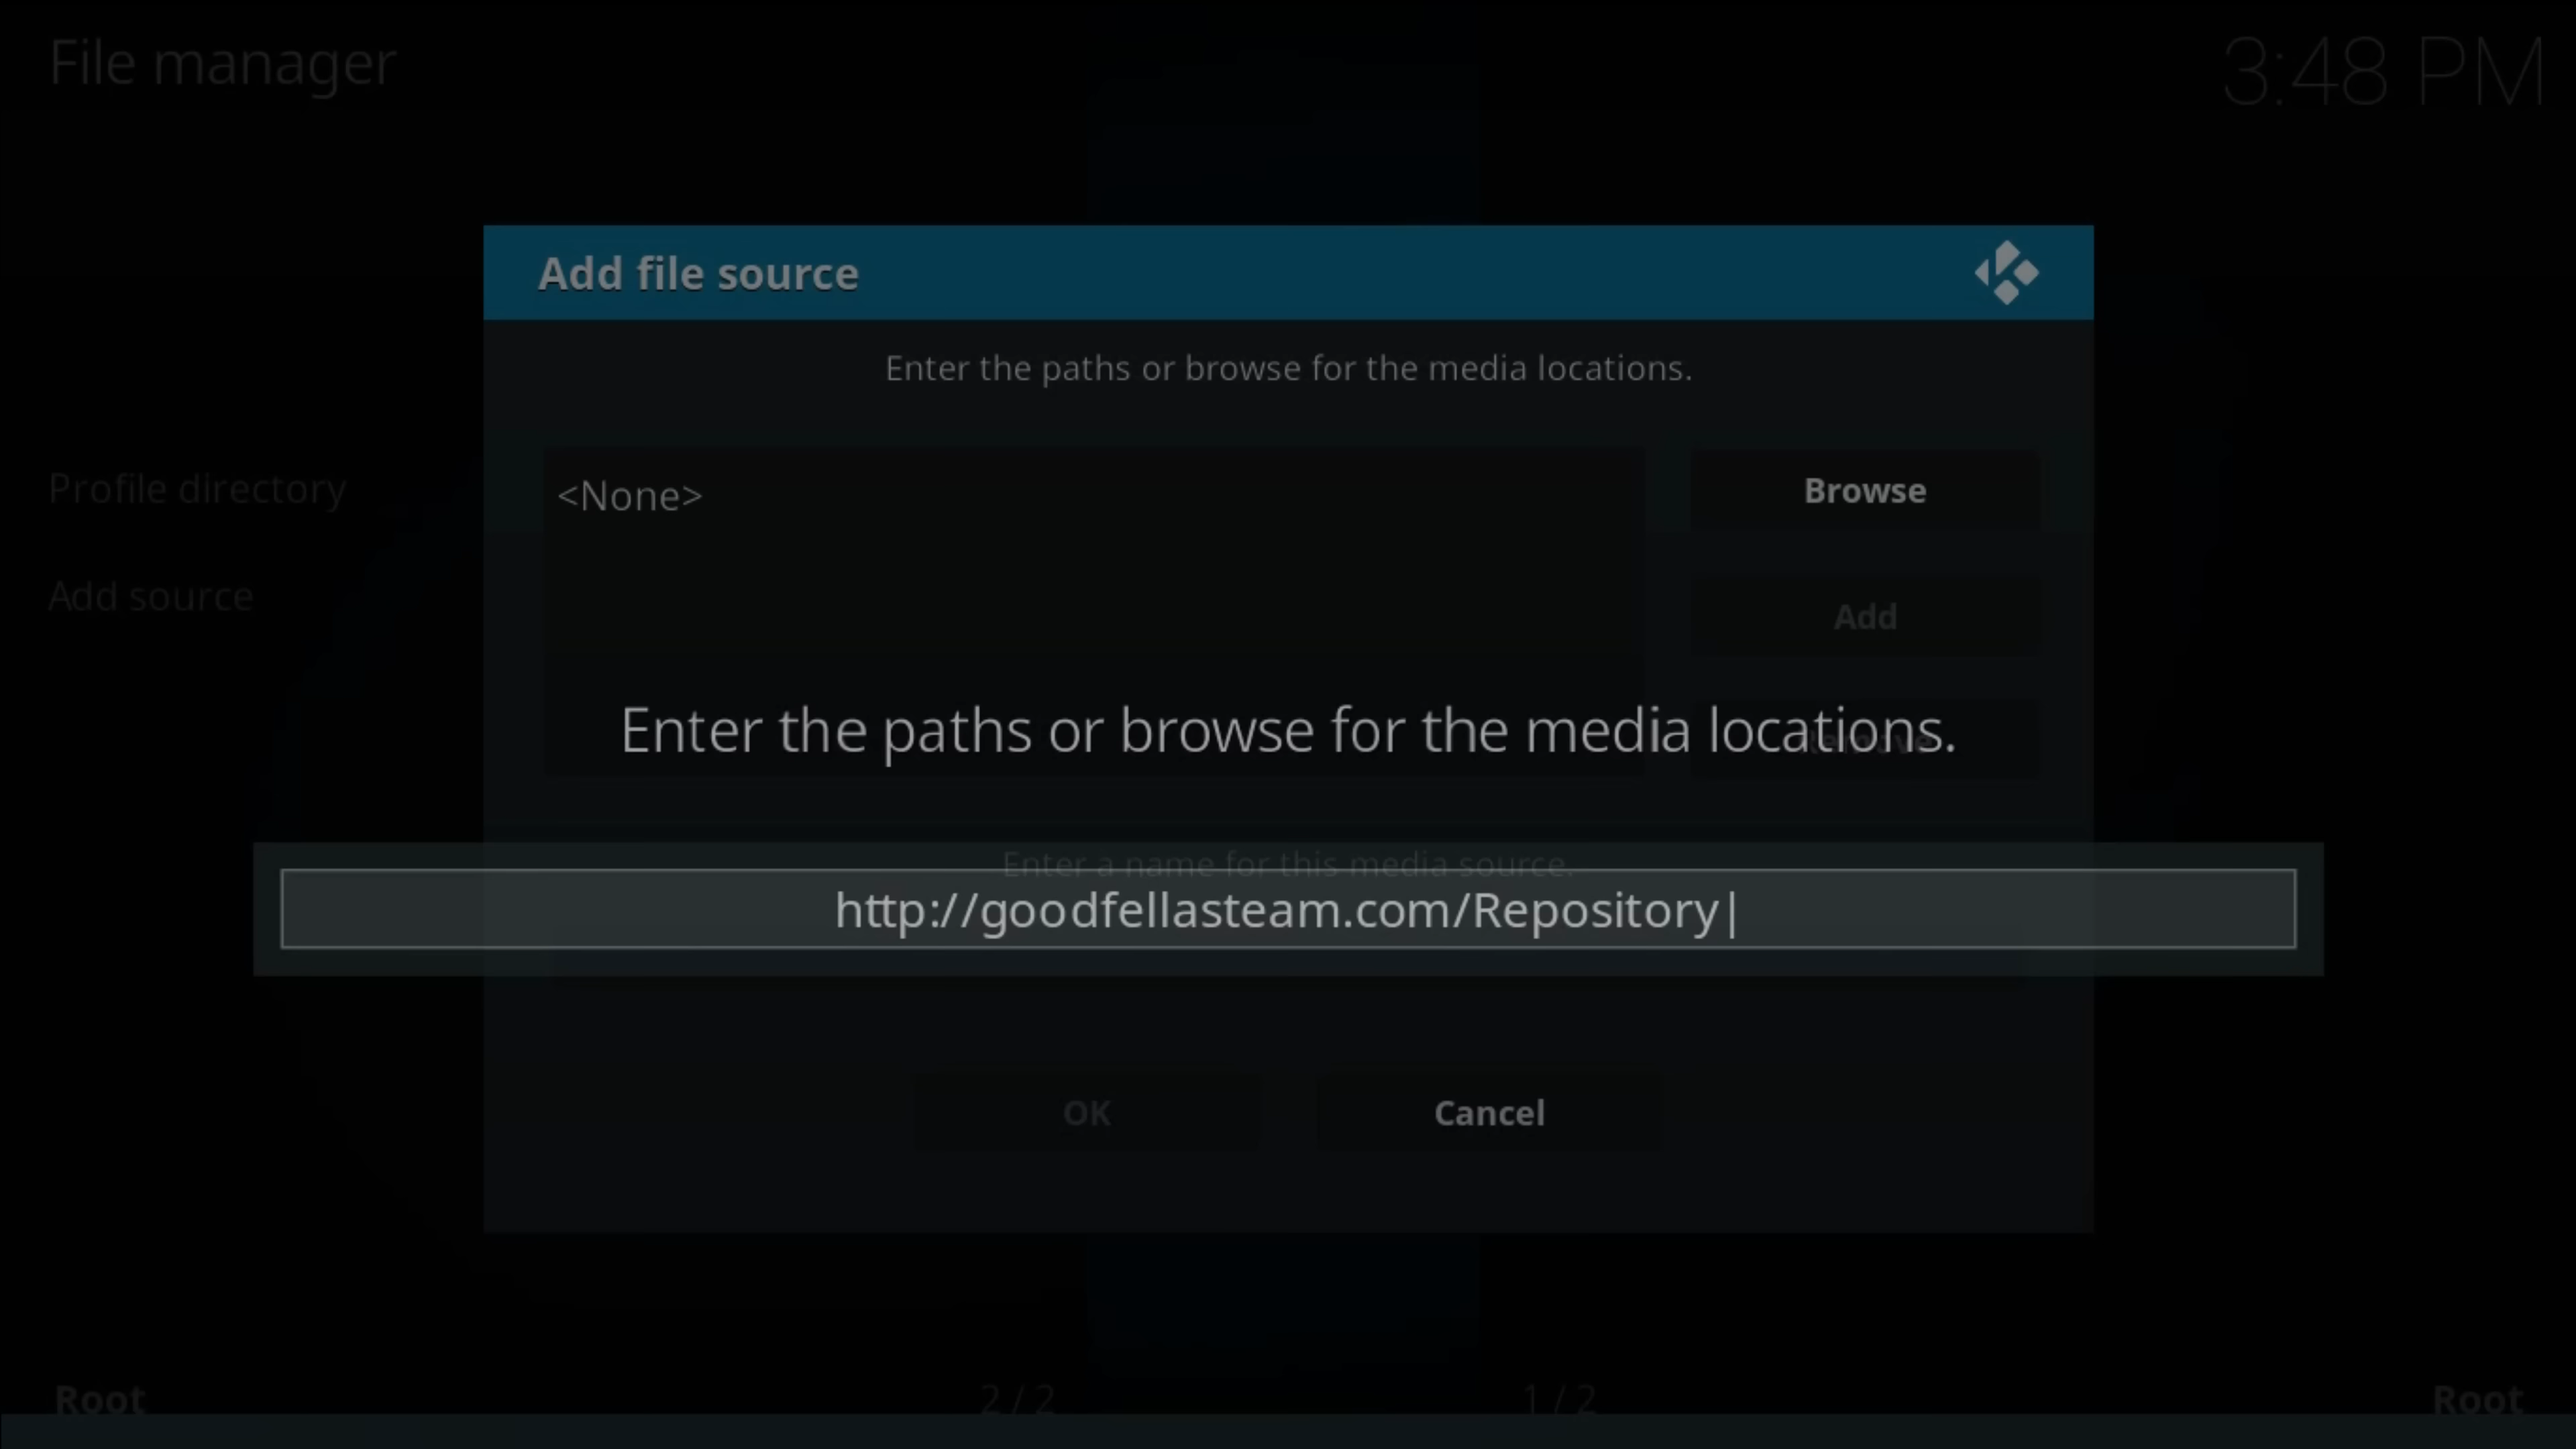 File manager
3:48 PM
Add file source
Enter the paths or browse for the media locations.
<None>
Browse
Profile directory
Add
Add source
Enter the paths or browse for the media locations.
Enter a name for this media source.
http://goodfellasteam.com/Repository|
OK
Cancel
Root
2 / 2
1 / 2
Root